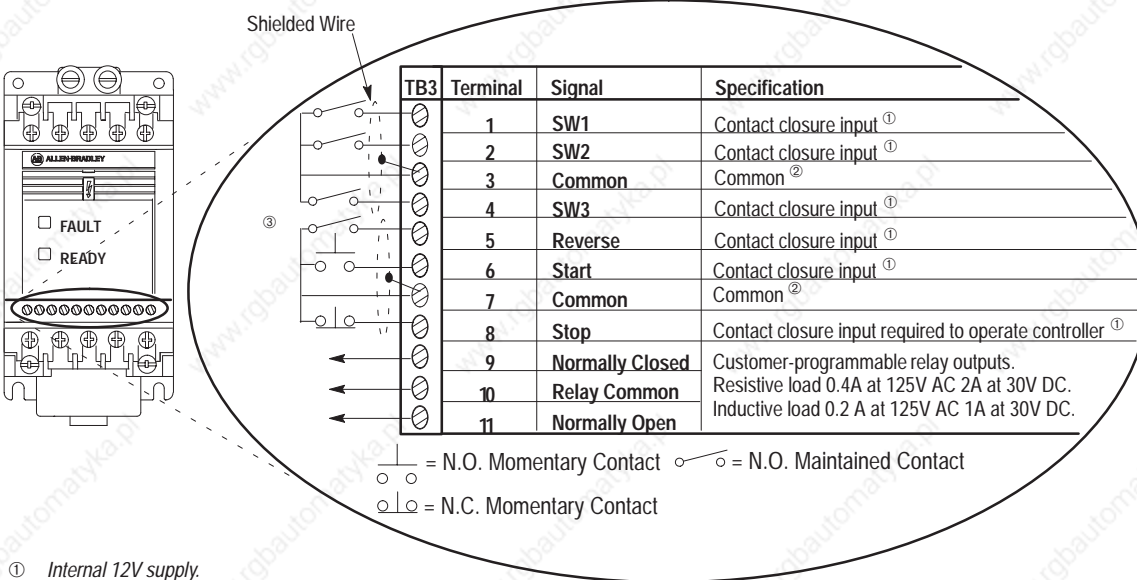 Shielded Wire
TB3 Terminal Signal Specification
1 SW1 Contact closure input ①
2 SW2 Contact closure input ①
3 Common Common ②
4 SW3 Contact closure input ①
③
5 Reverse Contact closure input ①
6 Start Contact closure input ①
7 Common Common ②
8 Stop Contact closure input required to operate controller ①
9 Normally Closed Customer-programmable relay outputs.
10 Relay Common Resistive load 0.4A at 125V AC 2A at 30V DC.
11 Normally Open Inductive load 0.2 A at 125V AC 1A at 30V DC.
AB ALLEN-BRADLEY
FAULT
READY
= N.O. Momentary Contact = N.O. Maintained Contact
= N.C. Momentary Contact
① Internal 12V supply.
www.rgbautomatyka.pl